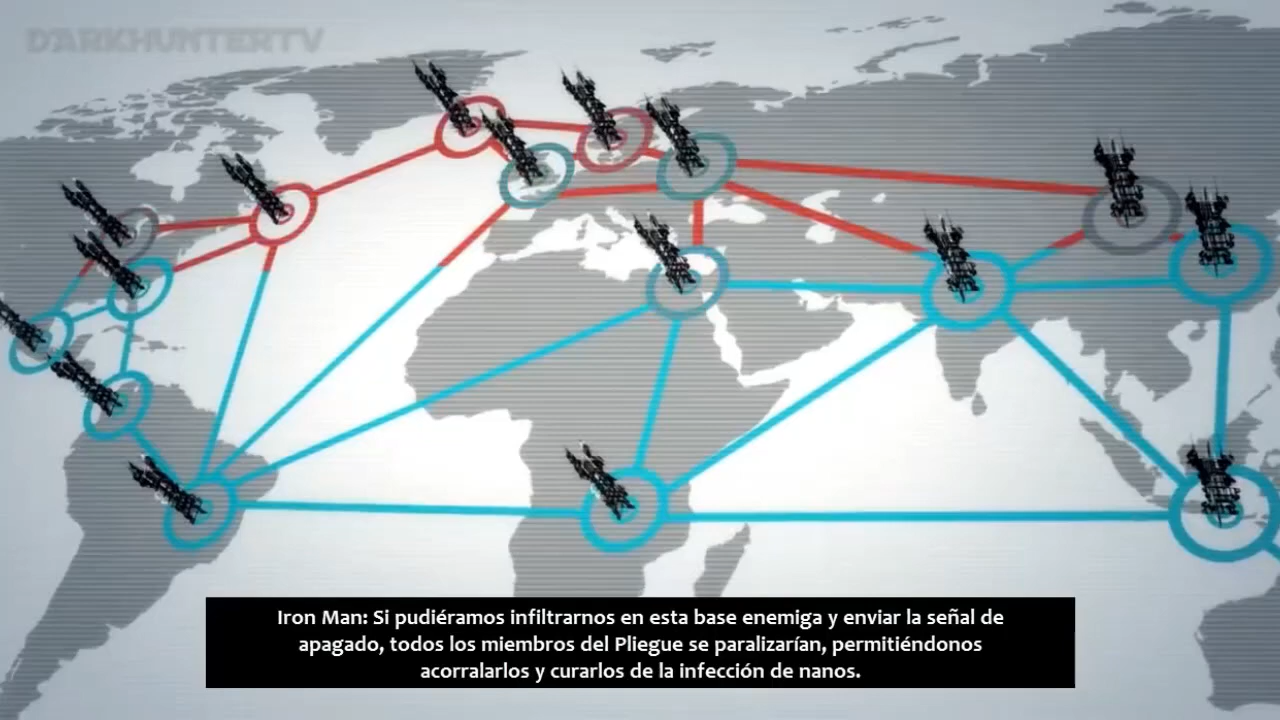 DARKHUNTERTV
Iron Man: Si pudiéramos infiltrarnos en esta base enemiga y enviar la señal de
apagado, todos los miembros del Pliegue se paralizarían, permitiéndonos
acorralarlos y curarlos de la infección de nanos.